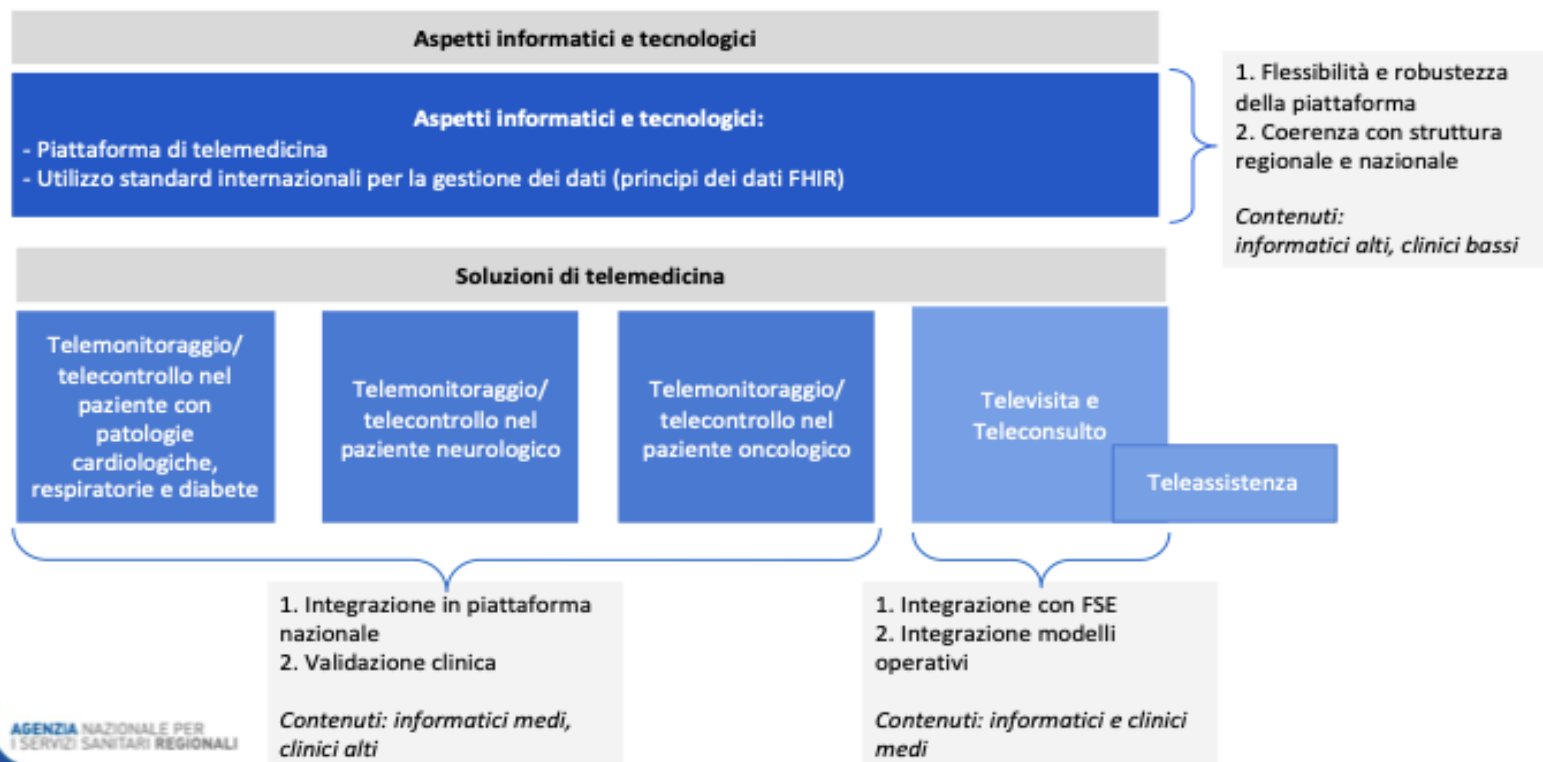 Aspetti informatici e tecnologici
Aspetti informatici e tecnologici:
- Piattaforma di telemedicina
- Utilizzo standard internazionali per la gestione dei dati (principi dei dati FHIR)
1. Flessibilità e robustezza
della piattaforma
2. Coerenza con struttura
regionale e nazionale
Contenuti:
informatici alti, clinici bassi
Soluzioni di telemedicina
Telemonitoraggio/
telecontrollo nel
paziente con
patologie
cardiologiche,
respiratorie e diabete
Telemonitoraggio/
telecontrollo nel
paziente neurologico
Telemonitoraggio/
telecontrollo nel
paziente oncologico
Televisita e
Teleconsulto
Teleassistenza
1. Integrazione in piattaforma
nazionale
2. Validazione clinica
Contenuti: informatici medi,
clinici alti
1. Integrazione con FSE
2. Integrazione modelli
operativi
Contenuti: informatici e clinici
medi
AGENZIA NAZIONALE PER
I SERVIZI SANITARI REGIONALI